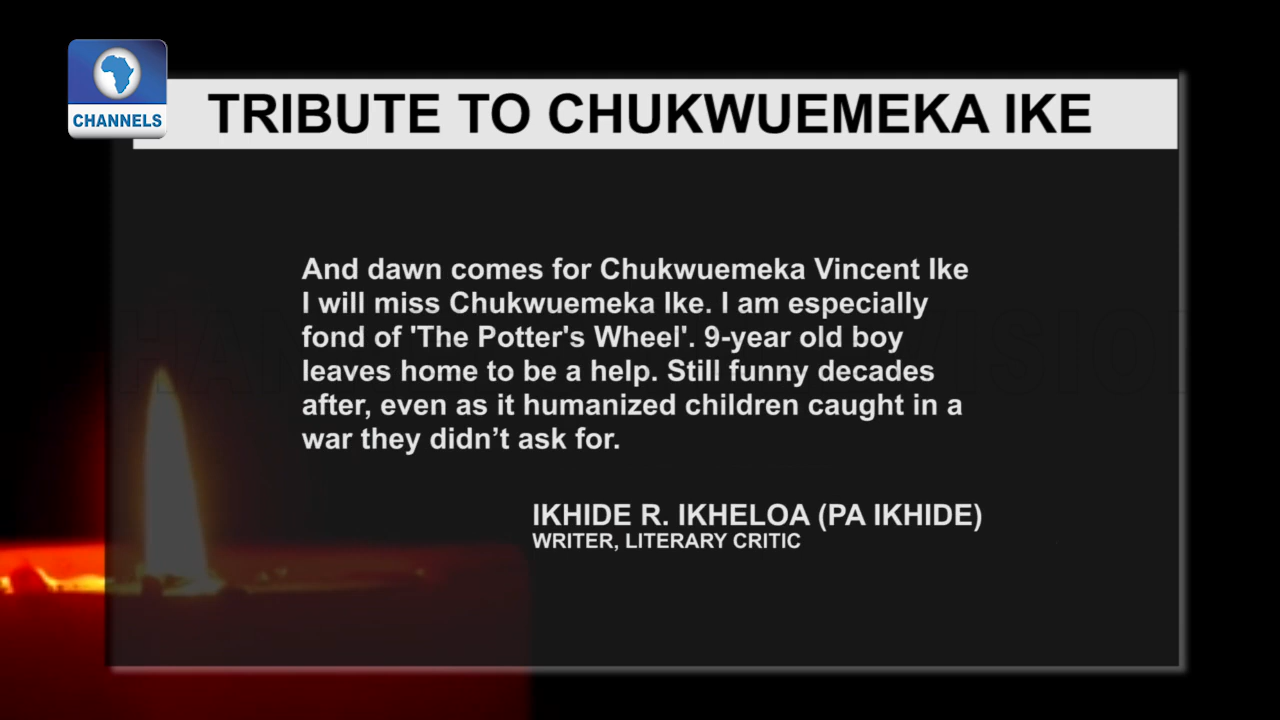 CHANNELS
TRIBUTE TO CHUKWUEMEKA IKE
And dawn comes for Chukwuemeka Vincent Ike
I will miss Chukwuemeka Ike. I am especially
fond of 'The Potter's Wheel'. 9-year old boy
leaves home to be a help. Still funny decades
after, even as it humanized children caught in a
war they didn’t ask for.
IKHIDE R. IKHELOA (PA IKHIDE)
WRITER, LITERARY CRITIC